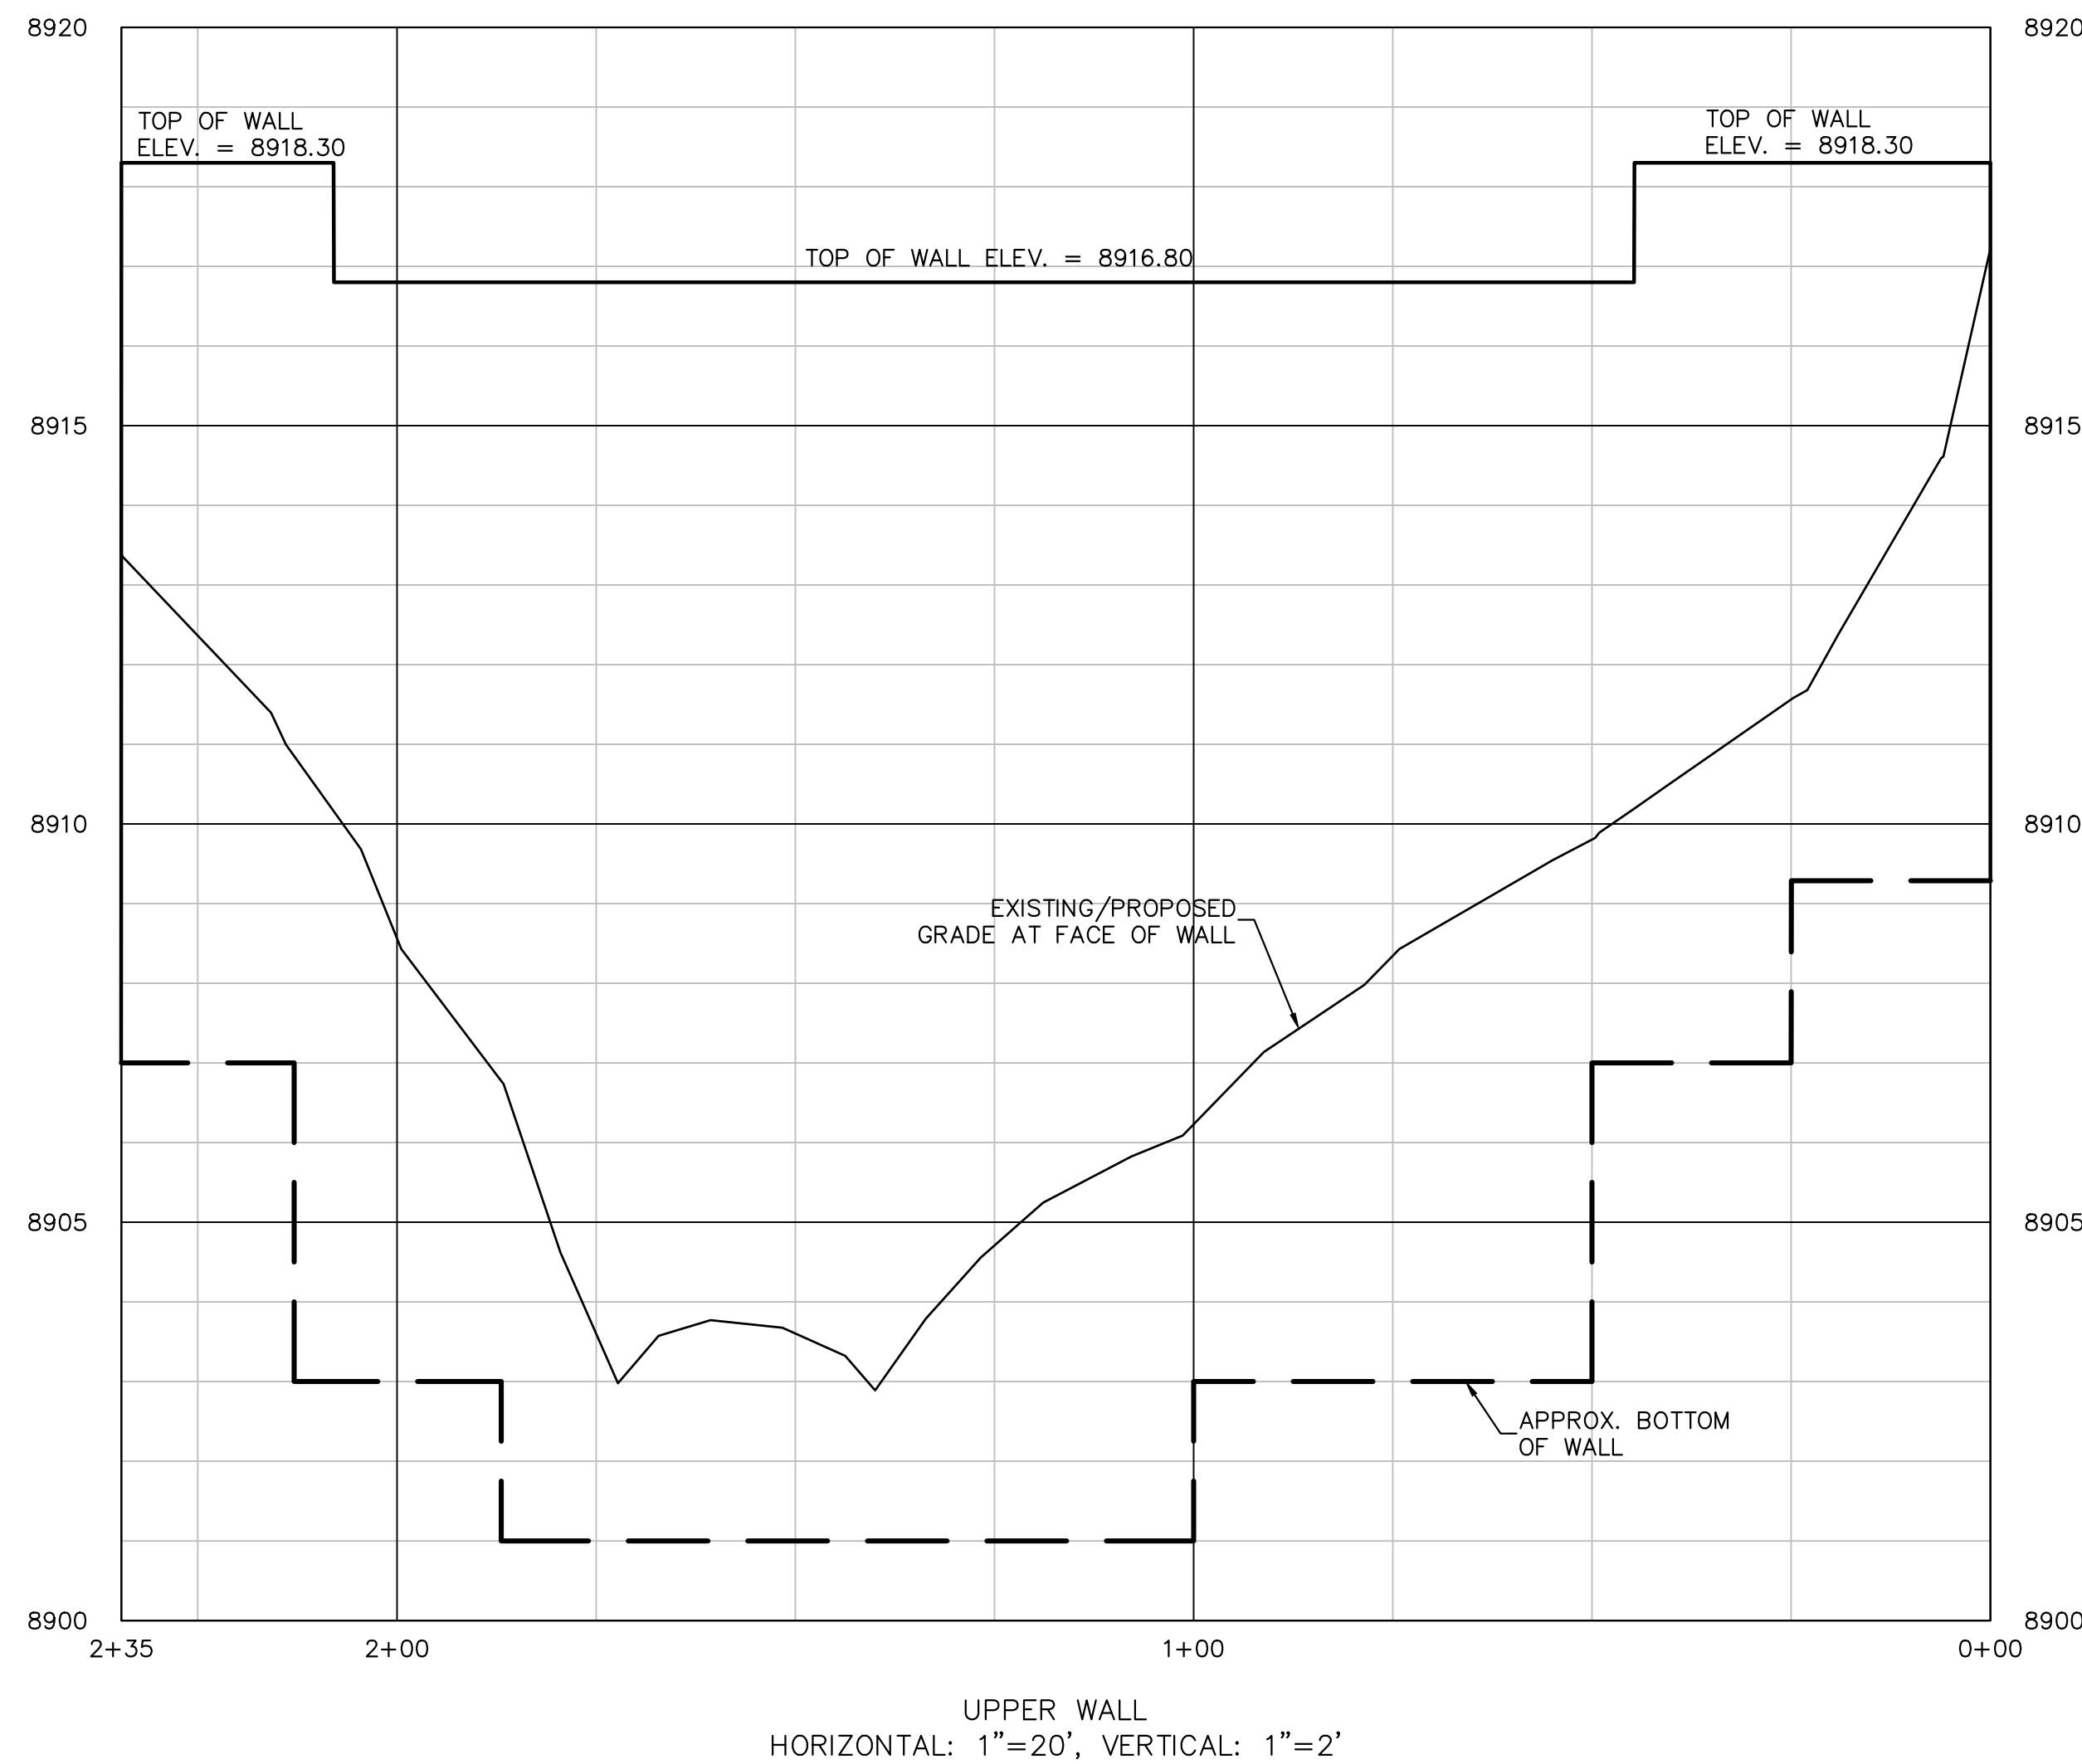 8920
8920
TOP OF WALL
ELEV. = 8918.30
TOP OF WALL
ELEV. = 8918.30
TOP OF WALL ELEV. = 8916.80
8915
8915
8910
8910
EXISTING/PROPOSED
GRADE AT FACE OF WALL
8905
8905
APPROX. BOTTOM
OF WALL
8900
8900
2+35
2+00
1+00
0+00
UPPER WALL
HORIZONTAL: 1"=20', VERTICAL: 1"=2'